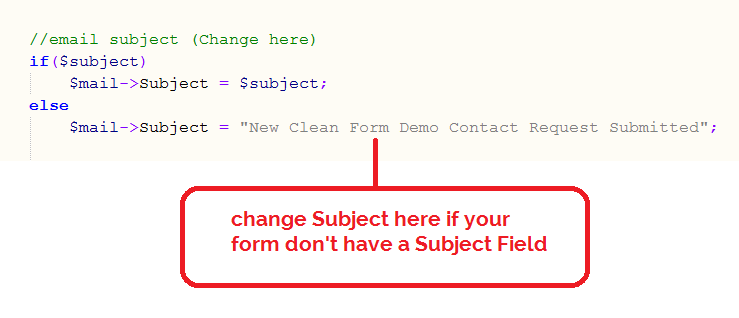 //email subject (Change here)
if($subject)
$mail->Subject = $subject;
else
$mail->Subject = "New Clean Form Demo Contact Request Submitted";
change Subject here if your
form don't have a Subject Field